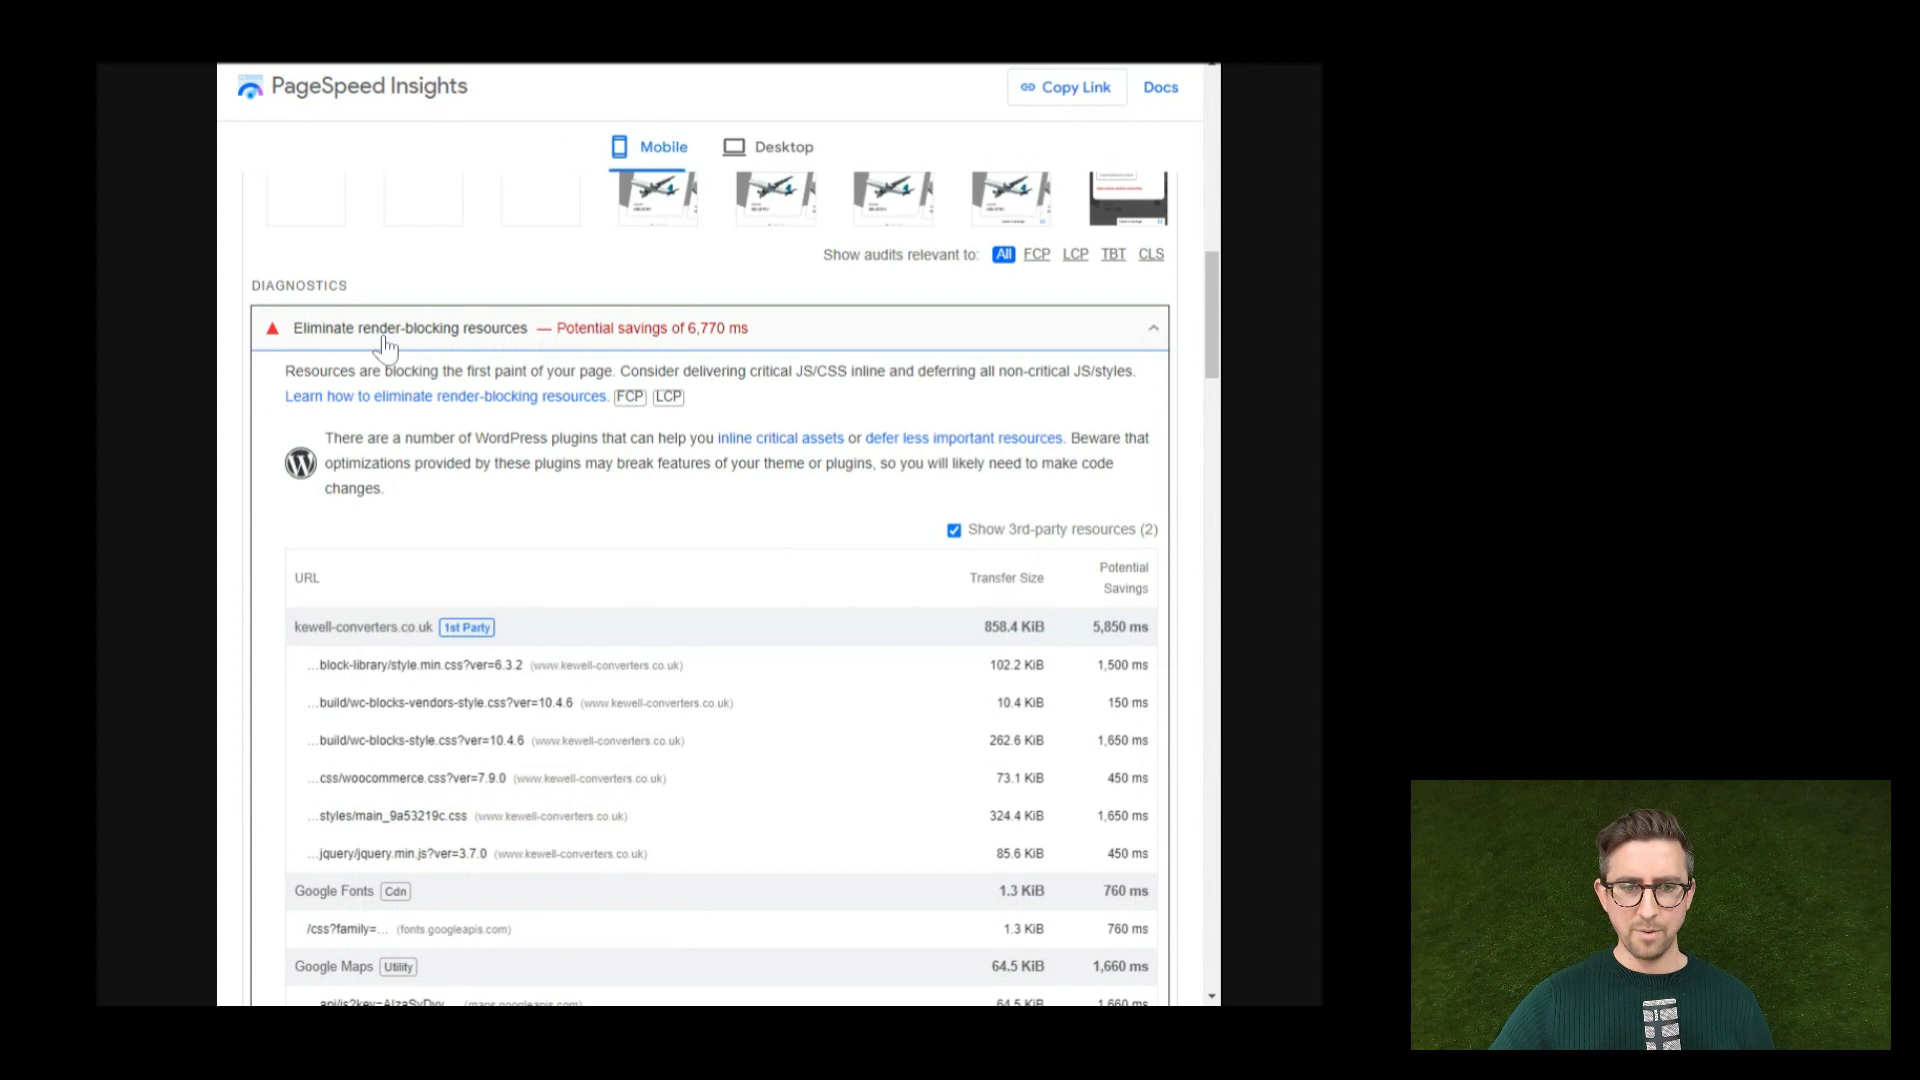 PageSpeed Insights
Copy Link
Docs
Mobile
Desktop
Show audits relevant to: All FCP LCP TBT CLS
DIAGNOSTICS
Eliminate render-blocking resources — Potential savings of 6,770 ms
Resources are blocking the first paint of your page. Consider delivering critical JS/CSS inline and deferring all non-critical JS/styles.
Learn how to eliminate render-blocking resources. FCP LCP
There are a number of WordPress plugins that can help you inline critical assets or defer less important resources. Beware that
optimizations provided by these plugins may break features of your theme or plugins, so you will likely need to make code
changes.
Show 3rd-party resources (2)
URL
Transfer Size
Potential
Savings
kewell-converters.co.uk 1st Party 858.4 KiB 5,850 ms
...block-library/style.min.css?ver=6.3.2 (www.kewell-converters.co.uk) 102.2 KiB 1,500 ms
...build/wc-blocks-vendors-style.css?ver=10.4.6 (www.kewell-converters.co.uk) 10.4 KiB 150 ms
...build/wc-blocks-style.css?ver=10.4.6 (www.kewell-converters.co.uk) 262.6 KiB 1,650 ms
...css/woocommerce.css?ver=7.9.0 (www.kewell-converters.co.uk) 73.1 KiB 450 ms
...styles/main_9a53219c.css (www.kewell-converters.co.uk) 324.4 KiB 1,650 ms
...jquery/jquery.min.js?ver=3.7.0 (www.kewell-converters.co.uk) 85.6 KiB 450 ms
Google Fonts Cdn 1.3 KiB 760 ms
/css?family=... (fonts.googleapis.com) 1.3 KiB 760 ms
Google Maps Utility 64.5 KiB 1,660 ms
(maps.googleapis.com) 64.5 KiB 1,660 ms